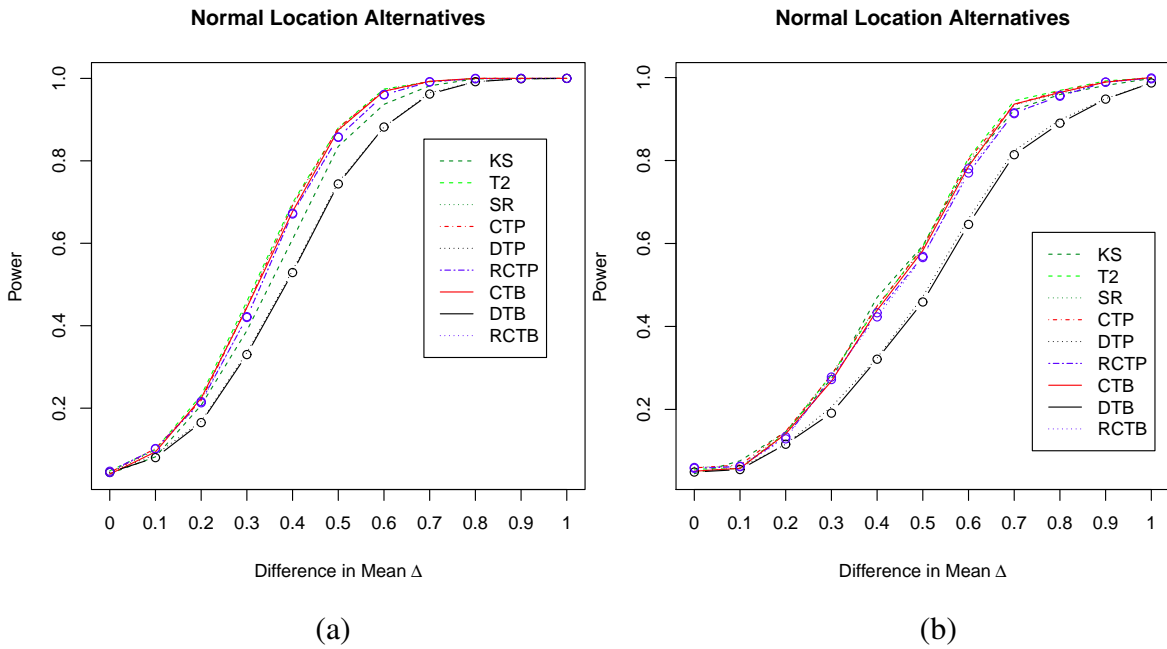 Normal Location Alternatives
Power
1.0
0.8
0.6
0.4
0.2
KS
T2
SR
CTP
DTP
RCTP
CTB
DTB
RCTB
0 0.1 0.2 0.3 0.4 0.5 0.6 0.7 0.8 0.9 1
Difference in Mean Δ
(a)
Normal Location Alternatives
Power
1.0
0.8
0.6
0.4
0.2
KS
T2
SR
CTP
DTP
RCTP
CTB
DTB
RCTB
0 0.1 0.2 0.3 0.4 0.5 0.6 0.7 0.8 0.9 1
Difference in Mean Δ
(b)